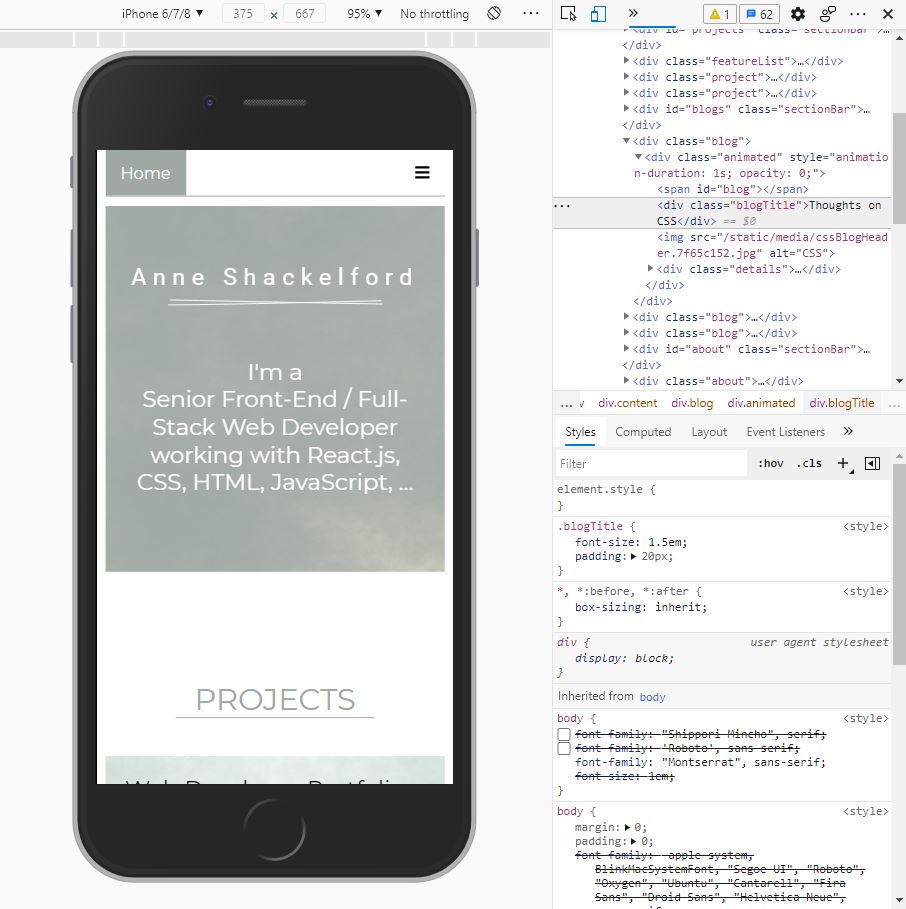 iPhone 6/7/8 ▼ 375 x 667 95% ▼ No throttling ...
» 1 62 ...
<div id="projects" class="sectionBar">…
</div>
<div class="featureList">…</div>
<div class="project">…</div>
<div class="project">…</div>
<div id="blogs" class="sectionBar">…
</div>
<div class="blog">
<div class="animated" style="animatio
n-duration: 1s; opacity: 0;">
<span id="blog"></span>
... <div class="blogTitle">Thoughts on
CSS</div> == $0
<img src="/static/media/cssBlogHead
er.7f65c152.jpg" alt="CSS">
<div class="details">…</div>
</div>
</div>
<div class="blog">…</div>
<div class="blog">…</div>
<div id="about" class="sectionBar">…
</div>
<div class="about">…</div>
... v div.content div.blog div.animated div.blogTitle ...
Styles Computed Layout Event Listeners »
Filter :hov .cls +
element.style {
}
.blogTitle { <style>
font-size: 1.5em;
padding: 20px;
}
*, *:before, *:after { <style>
box-sizing: inherit;
}
div { user agent stylesheet
display: block;
}
Inherited from body
body { <style>
font-family: "Shippori Mincho", serif;
font-family: 'Roboto', sans-serif;
font-family: "Montserrat", sans-serif;
font-size: 1em;
}
body { <style>
margin: 0;
padding: 0;
font-family: -apple-system,
BlinkMacSystemFont, "Segoe UI", "Roboto",
"Oxygen", "Ubuntu", "Cantarell", "Fira
Sans", "Droid Sans", "Helvetica Neue",
Home
Anne Shackelford
I'm a
Senior Front-End / Full-
Stack Web Developer
working with React.js,
CSS, HTML, JavaScript, ...
PROJECTS
Web Developer Portfolio